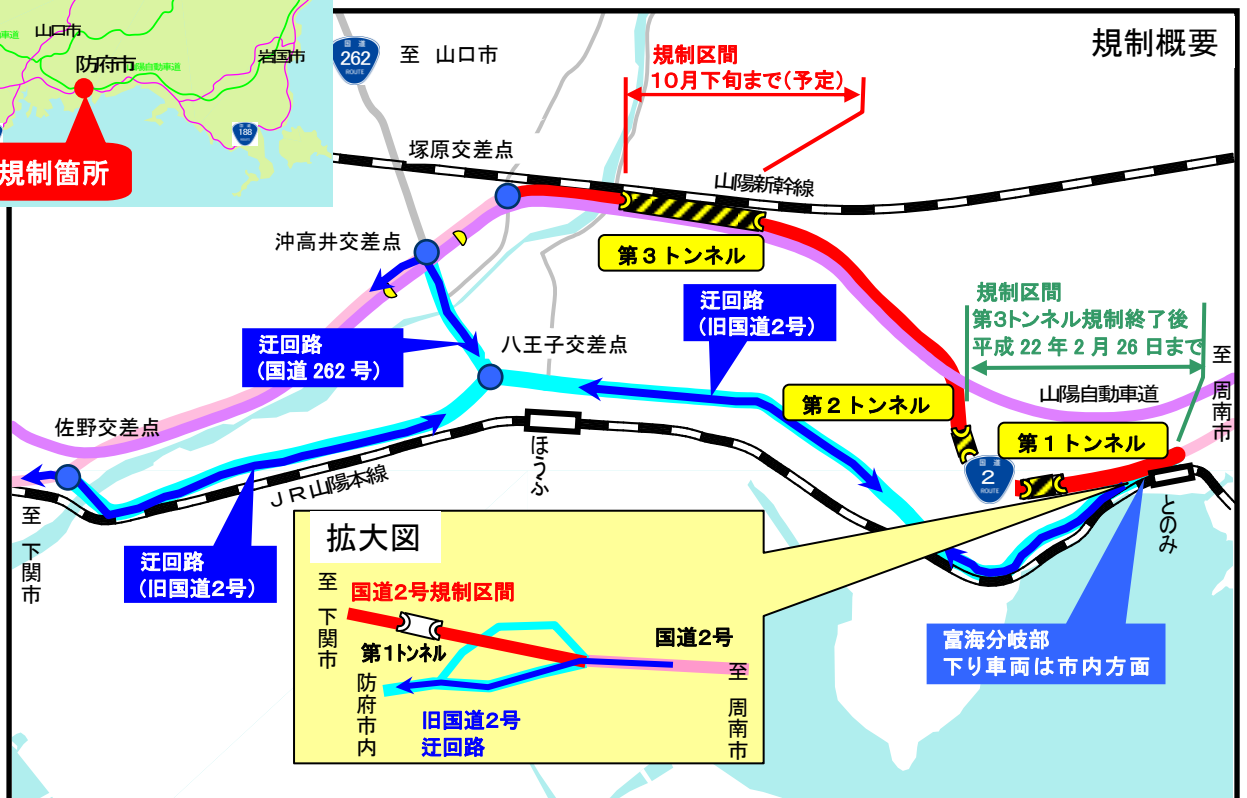 山口市
防府市
岩国市
188
規制箇所
規制概要
国道
262
ROUTE
至 山口市
規制区間
10月下旬まで(予定)
塚原交差点
山陽新幹線
沖高井交差点
第3トンネル
迂回路
(旧国道2号)
規制区間
第3トンネル規制終了後
平成22年2月26日まで
迂回路
(国道262号)
八王子交差点
至 周南市
山陽自動車道
第2トンネル
第1トンネル
佐野交差点
ほうふ
国道
2
ROUTE
とのみ
JR山陽本線
至 下関市
迂回路
(旧国道2号)
拡大図
至 下関市
国道2号規制区間
第1トンネル
国道2号
至 周南市
防府市内
旧国道2号
迂回路
富海分岐部
下り車両は市内方面